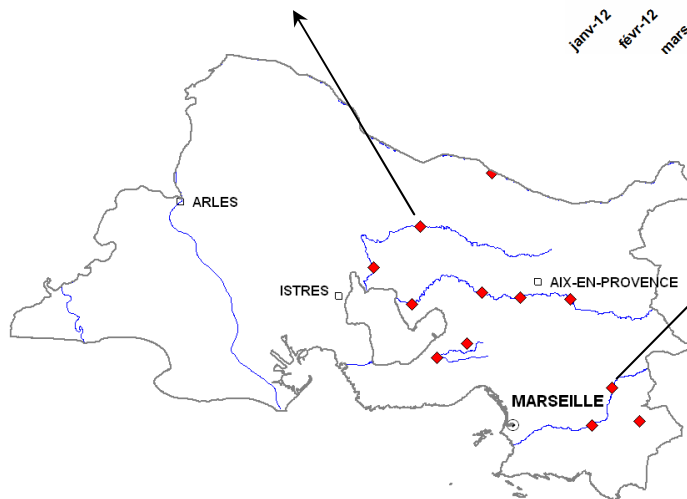 janv-12
févr-12
mars
ARLES
ISTRES
AIX-EN-PROVENCE
MARSEILLE